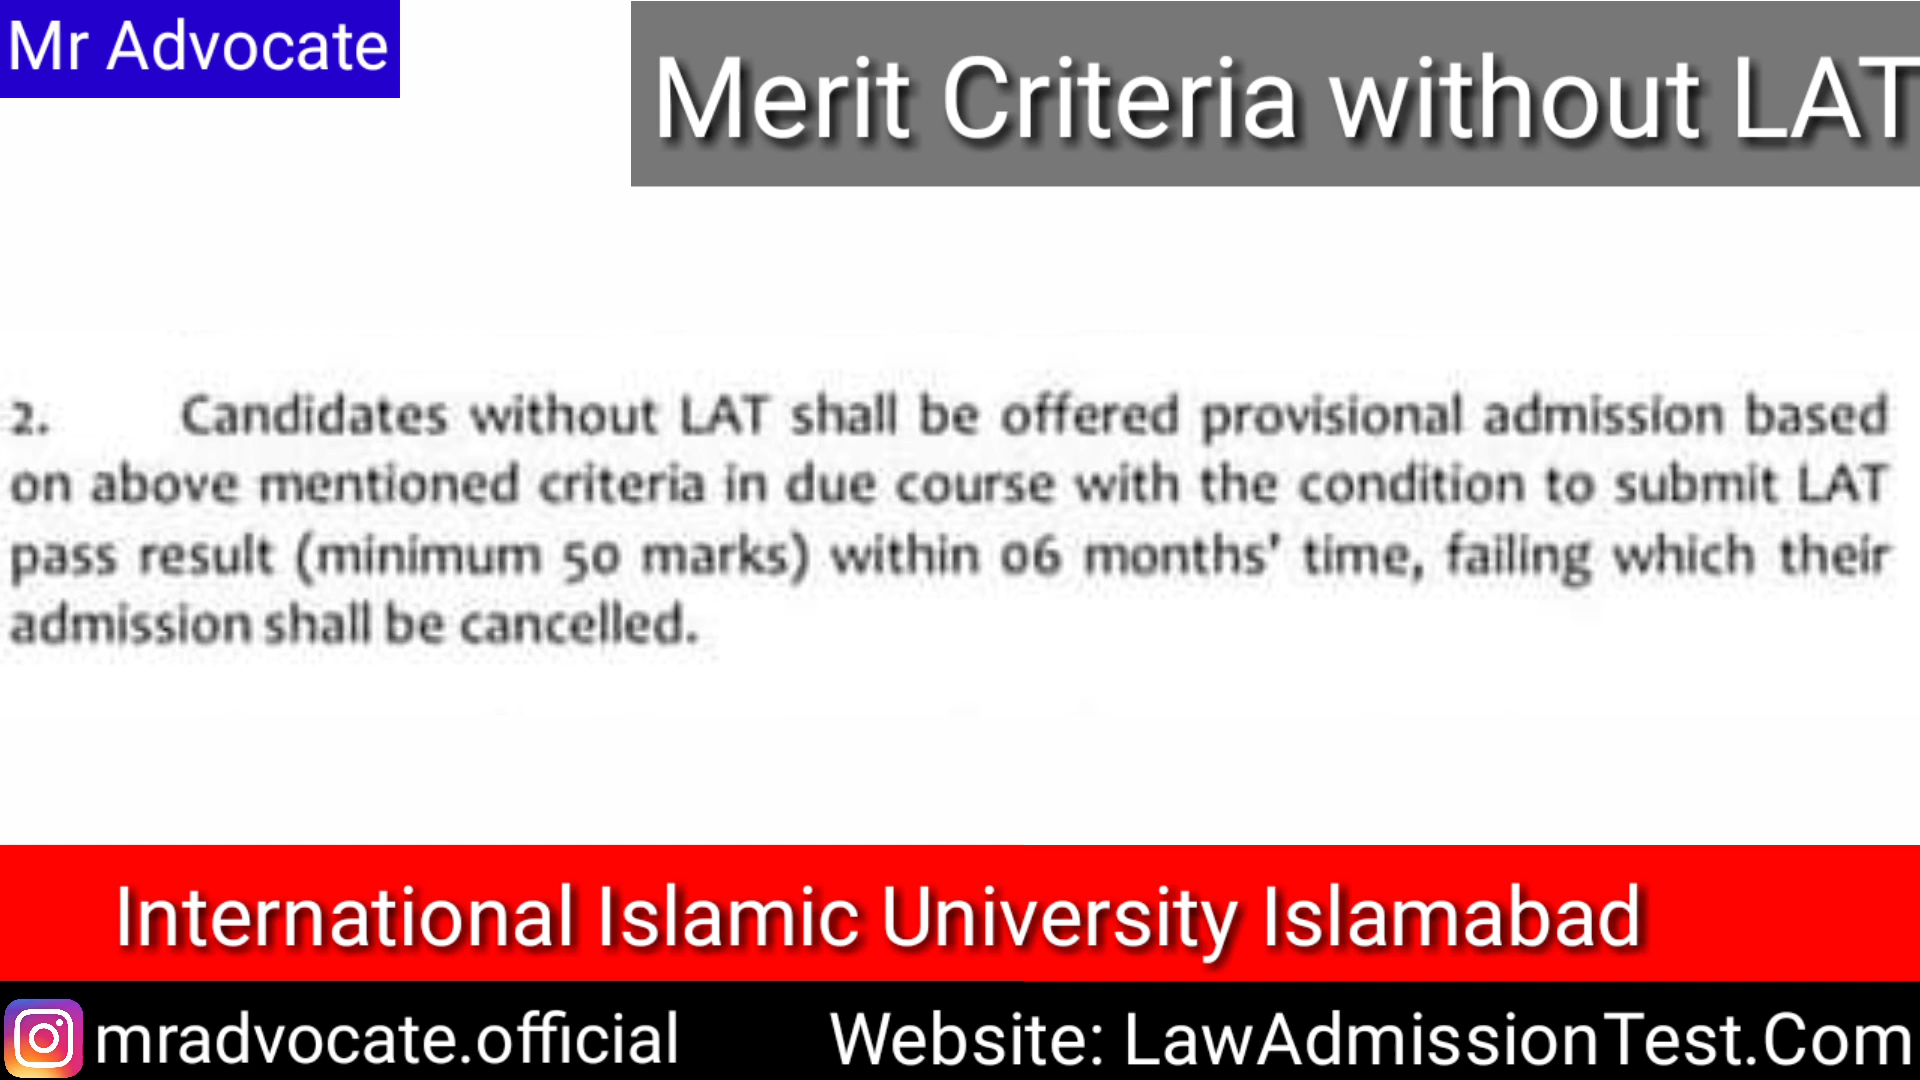 Mr Advocate
Merit Criteria without LAT
2. Candidates without LAT shall be offered provisional admission based
on above mentioned criteria in due course with the condition to submit LAT
pass result (minimum 50 marks) within 06 months' time, failing which their
admission shall be cancelled.
International Islamic University Islamabad
mradvocate.official
Website: LawAdmissionTest.Com